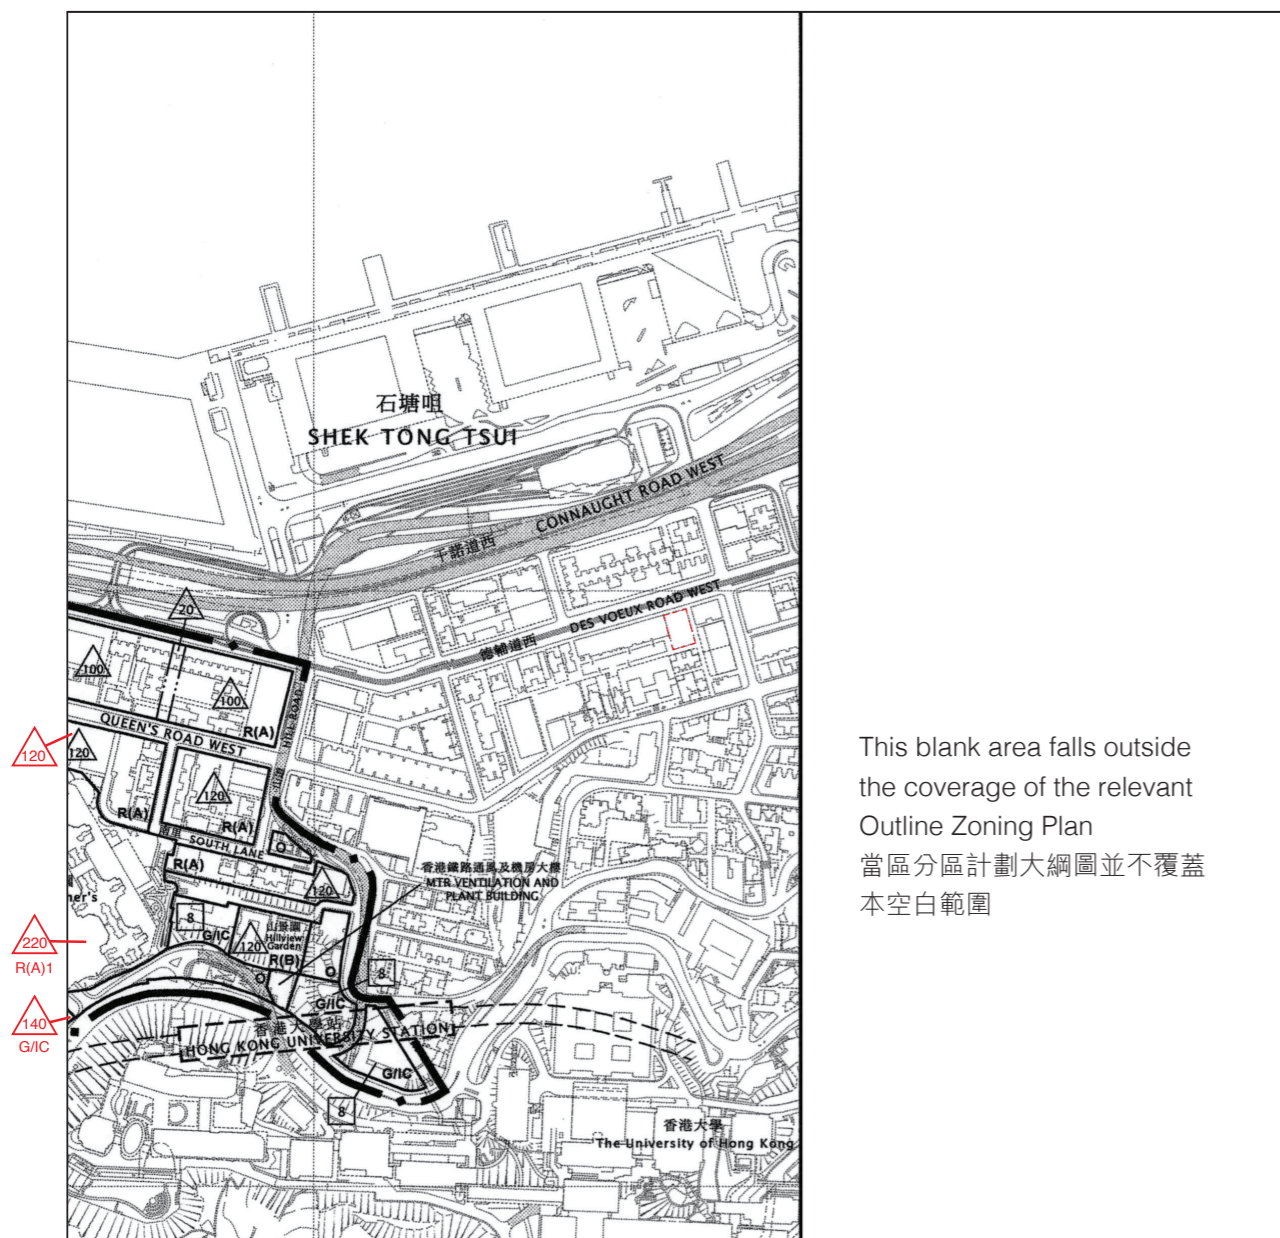 石塘咀
SHEK TONG TSUI
CONNAUGHT ROAD WEST
干諾道西
DES VOEUX ROAD WEST
德輔道西
20
100
100
R(A)
HILL ROAD
山道
QUEEN'S ROAD WEST
120
120
120
R(A)
R(A)
SOUTH LANE
O
R(A)
120
香港鐵路通風及機房大樓
MTR VENTILATION AND
PLANT BUILDING
her's
8
G/IC
120
山景園
Hillview
Garden
R(B)
O
O
8
220
R(A)1
G/IC
140
G/IC
香港大學站
HONG KONG UNIVERSITY STATION
G/IC
8
香港大學
The University of Hong Kong
This blank area falls outside
the coverage of the relevant
Outline Zoning Plan
當區分區計劃大綱圖並不覆蓋
本空白範圍